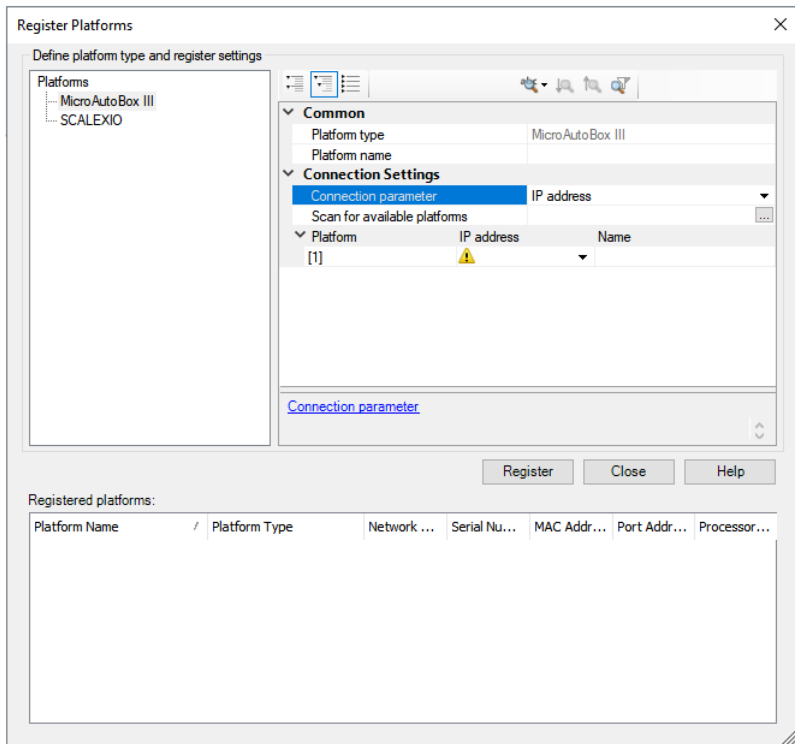 Register Platforms
Define platform type and register settings
Platforms
MicroAutoBox III
SCALEXIO
Common
Platform type MicroAutoBox III
Platform name
Connection Settings
Connection parameter IP address
Scan for available platforms ...
Platform IP address Name
[1]
Connection parameter
Register Close Help
Registered platforms:
Platform Name / Platform Type Network ... Serial Nu... MAC Addr... Port Addr... Processor...